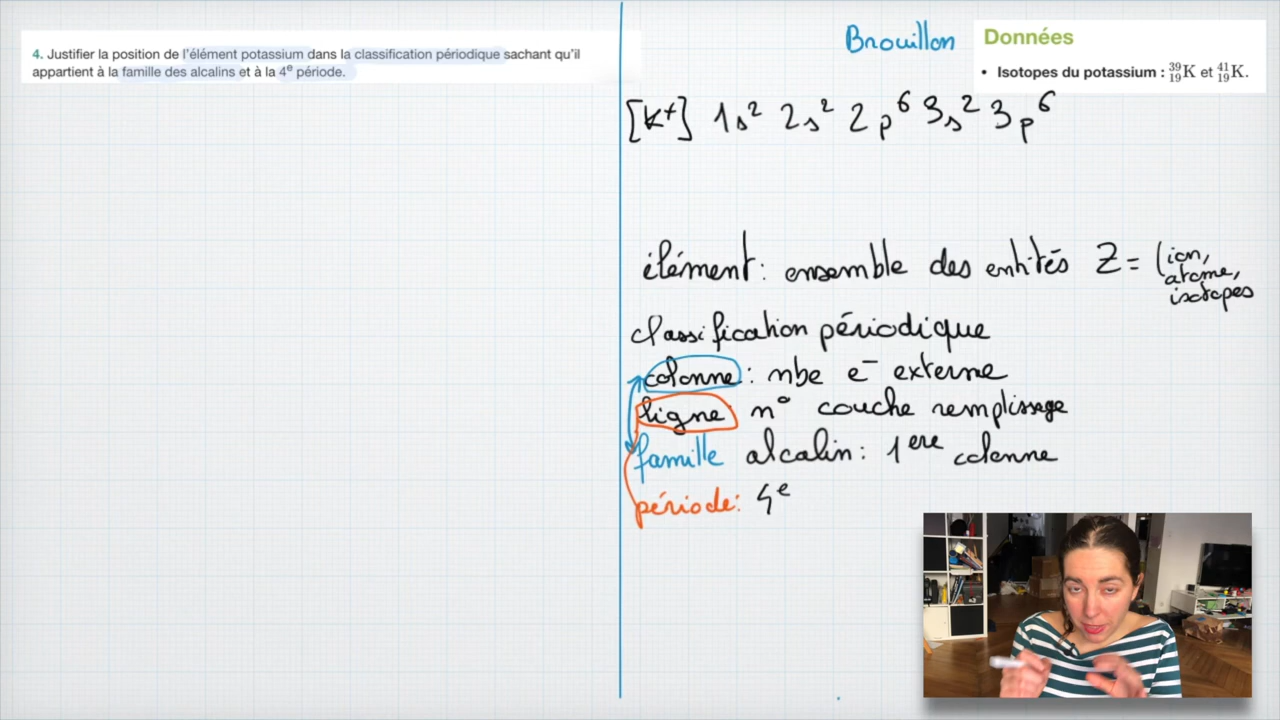 4. Justifier la position de l'élément potassium dans la classification périodique sachant qu'il
appartient à la famille des alcalins et à la 4e période.
Brouillon
Données
• Isotopes du potassium : ³⁹₁₉K et ⁴¹₁₉K.
[K⁺] 1s² 2s² 2p⁶ 3s² 3p⁶
élément : ensemble des entités Z = (ion,
atome,
isotopes
classification périodique
colonne : nbe e⁻ externe
ligne n° couche remplissage
famille alcalin : 1ere colonne
période : 4e